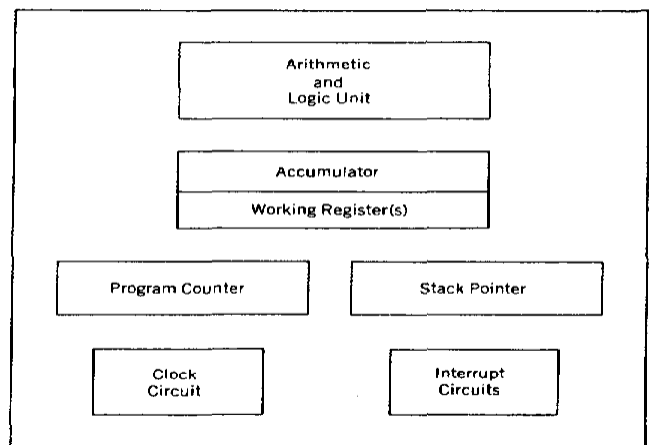 Arithmetic
and
Logic Unit
Accumulator
Working Register(s)
Program Counter
Stack Pointer
Clock
Circuit
Interrupt
Circuits